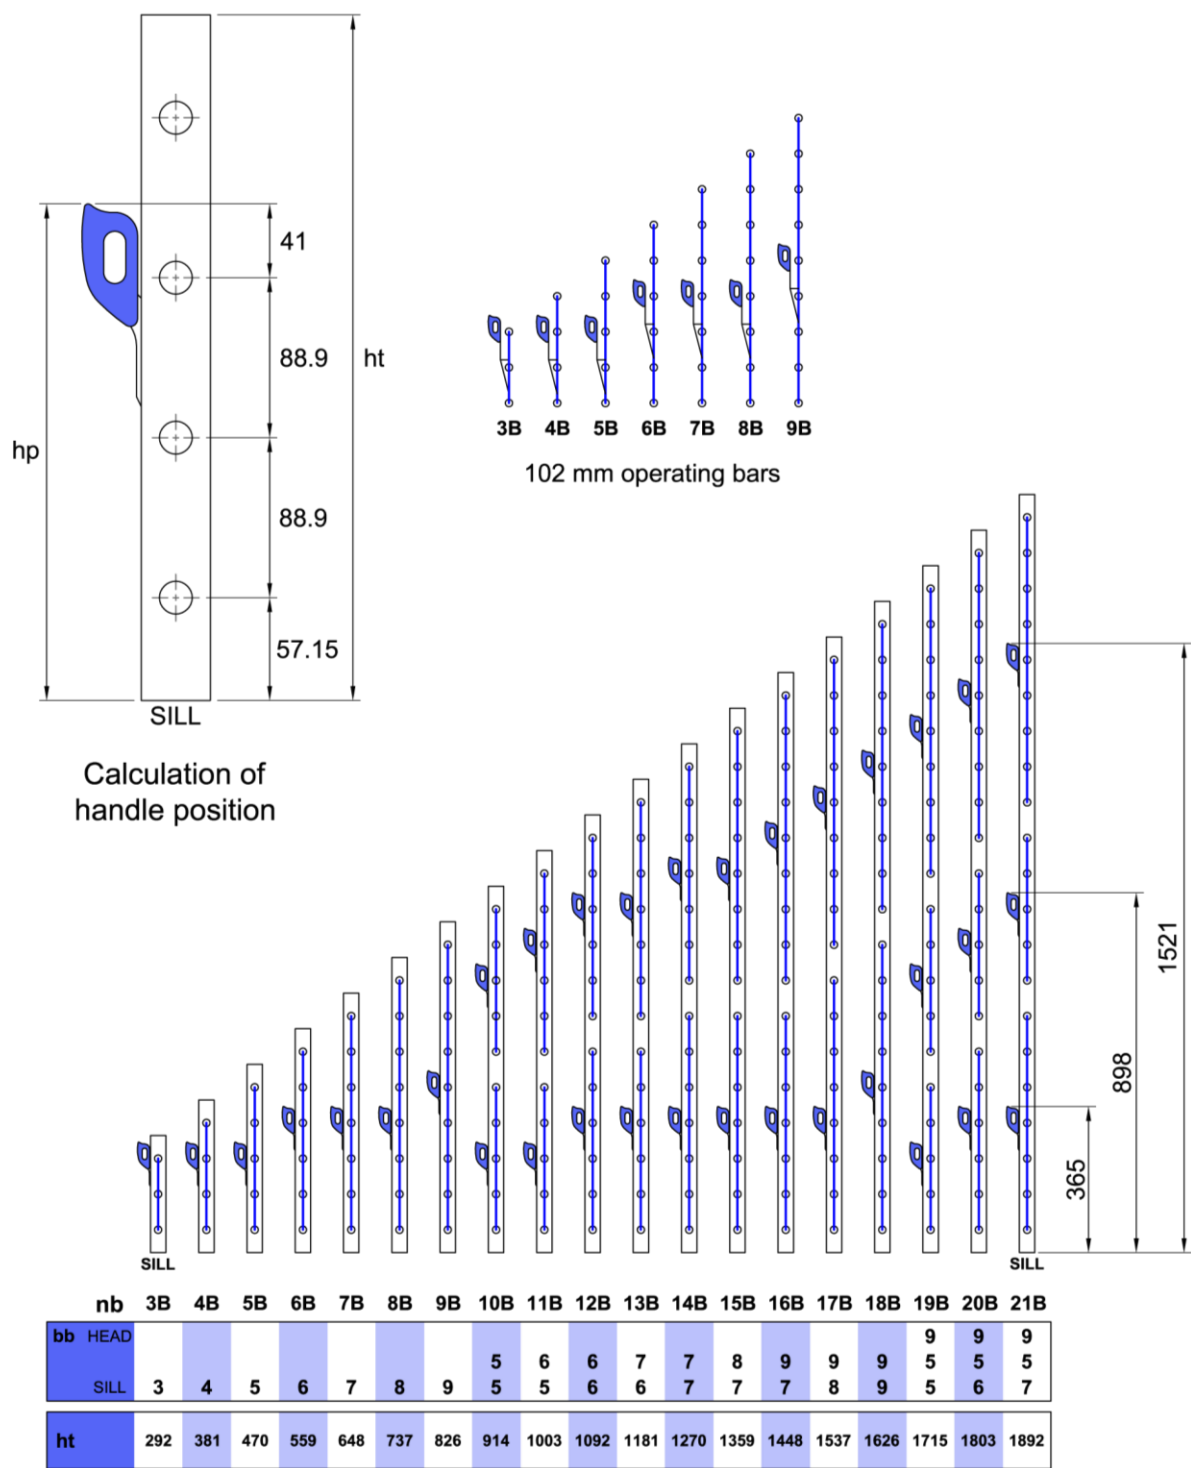 41
88.9
ht
hp
88.9
57.15
SILL
Calculation of
handle position
3B 4B 5B 6B 7B 8B 9B
102 mm operating bars
1521
898
365
SILL SILL
nb 3B 4B 5B 6B 7B 8B 9B 10B 11B 12B 13B 14B 15B 16B 17B 18B 19B 20B 21B
bb HEAD 9 9 9
5 6 6 7 7 8 9 9 9 5 5 5
SILL 3 4 5 6 7 8 9 5 5 6 6 7 7 7 8 9 5 6 7
ht 292 381 470 559 648 737 826 914 1003 1092 1181 1270 1359 1448 1537 1626 1715 1803 1892